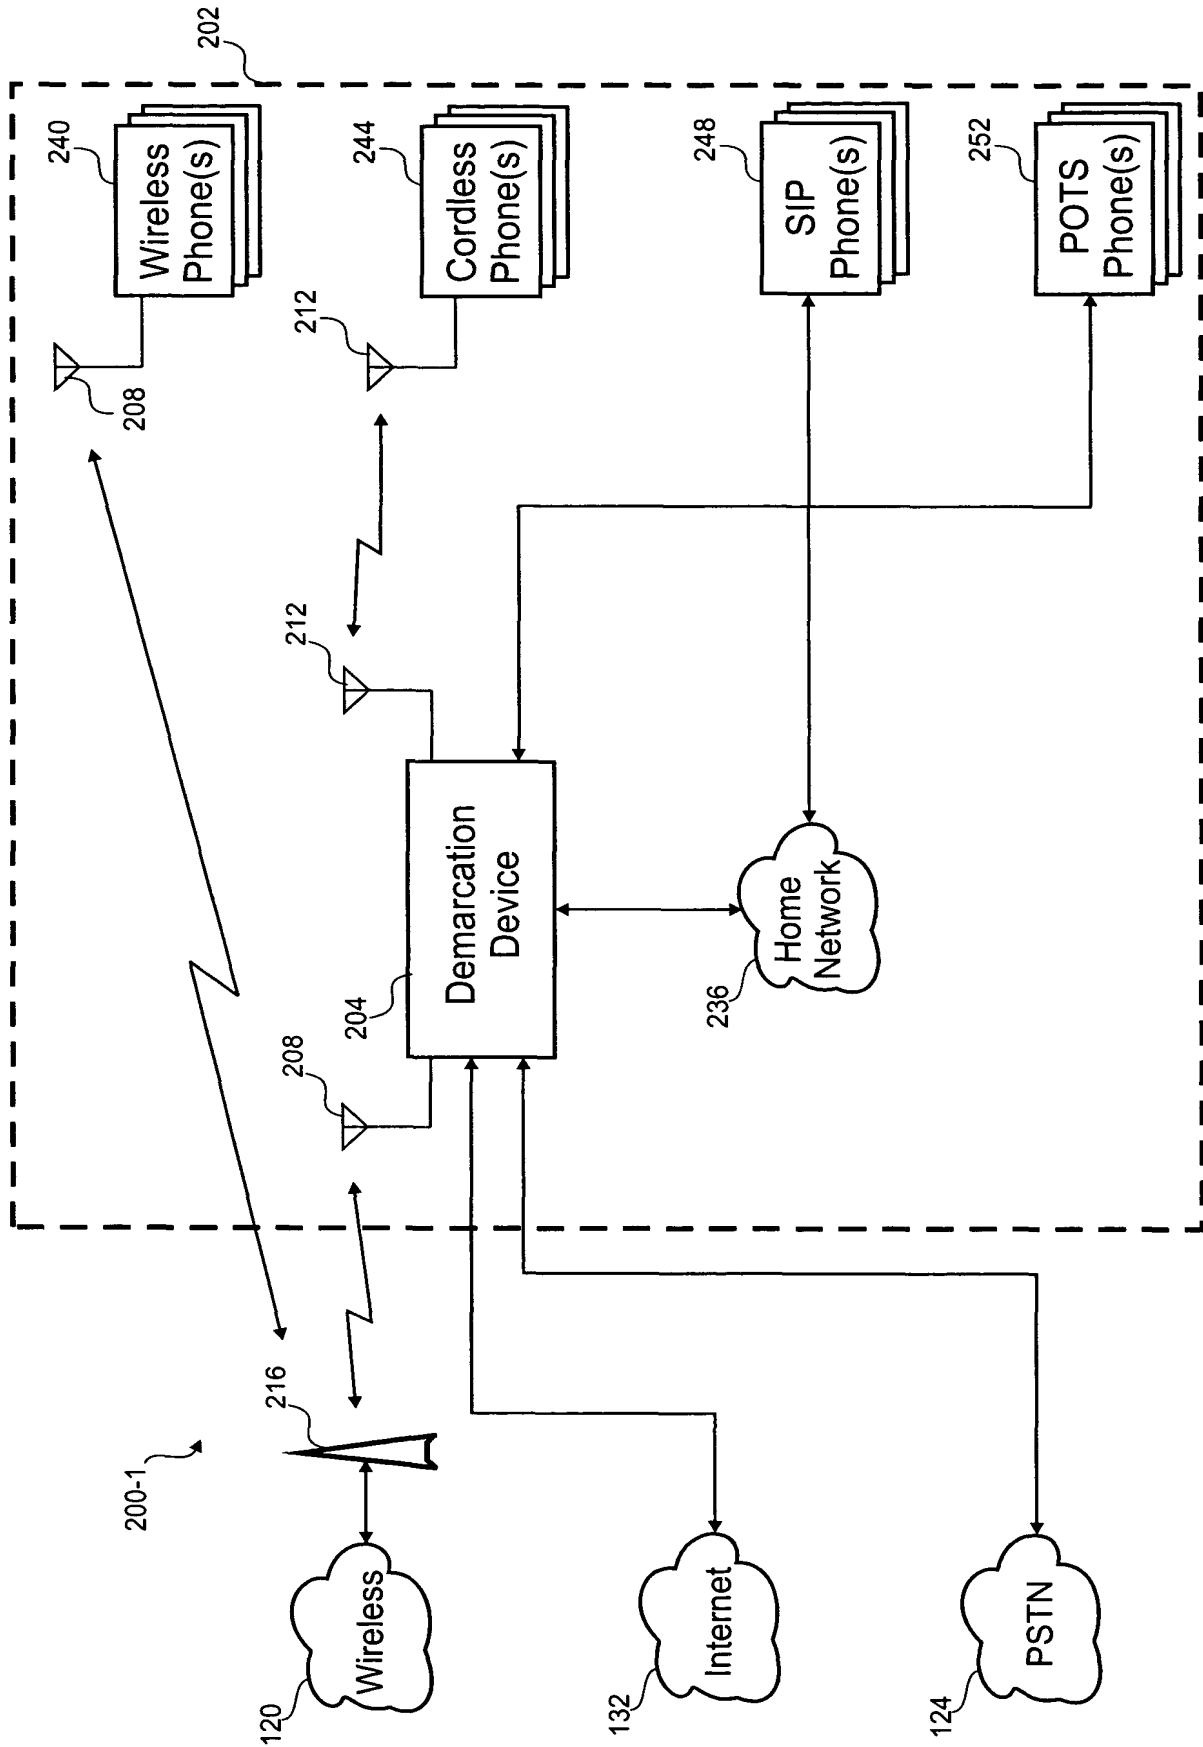 200-1
202
216
208
208
212
212
240
Wireless
Phone(s)
244
Cordless
Phone(s)
120
Wireless
204
Demarcation
Device
132
Internet
236
Home
Network
248
SIP
Phone(s)
124
PSTN
252
POTS
Phone(s)